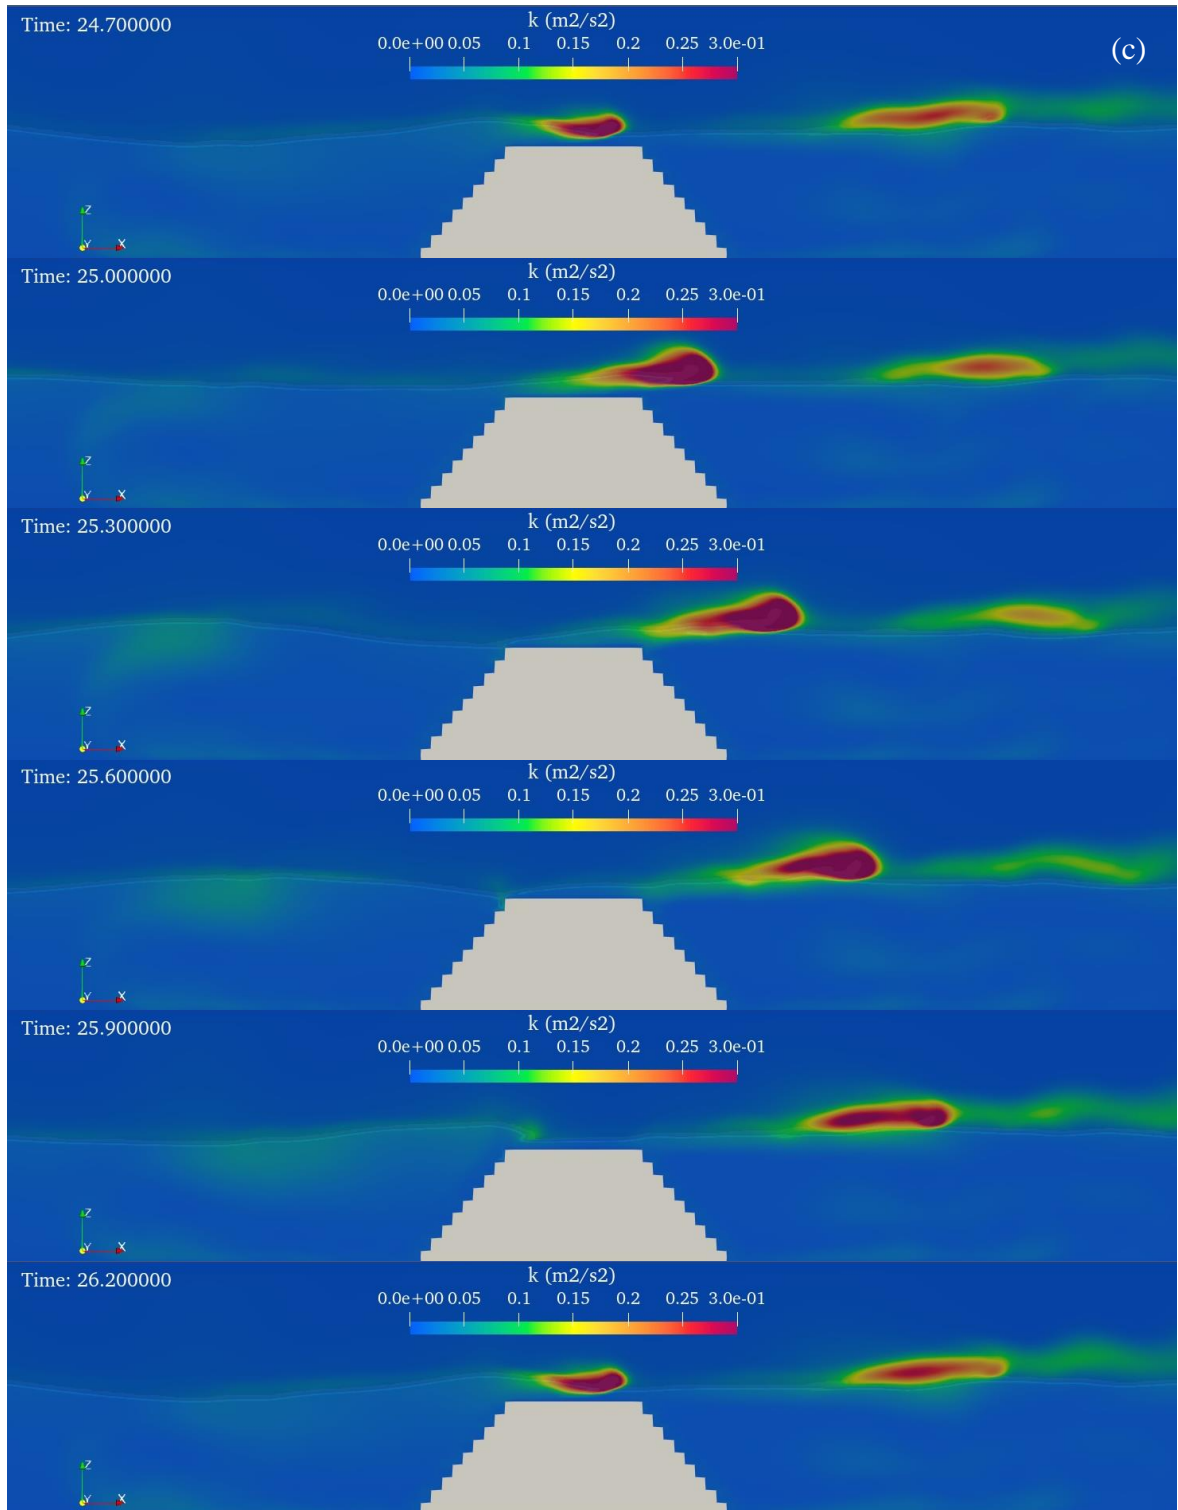 Time: 24.700000
k (m2/s2)
0.0e+00 0.05 0.1 0.15 0.2 0.25 3.0e-01
(c)
Z
Y X
Time: 25.000000
k (m2/s2)
0.0e+00 0.05 0.1 0.15 0.2 0.25 3.0e-01
Z
Y X
Time: 25.300000
k (m2/s2)
0.0e+00 0.05 0.1 0.15 0.2 0.25 3.0e-01
Z
Y X
Time: 25.600000
k (m2/s2)
0.0e+00 0.05 0.1 0.15 0.2 0.25 3.0e-01
Z
Y X
Time: 25.900000
k (m2/s2)
0.0e+00 0.05 0.1 0.15 0.2 0.25 3.0e-01
Z
Y X
Time: 26.200000
k (m2/s2)
0.0e+00 0.05 0.1 0.15 0.2 0.25 3.0e-01
Z
Y X